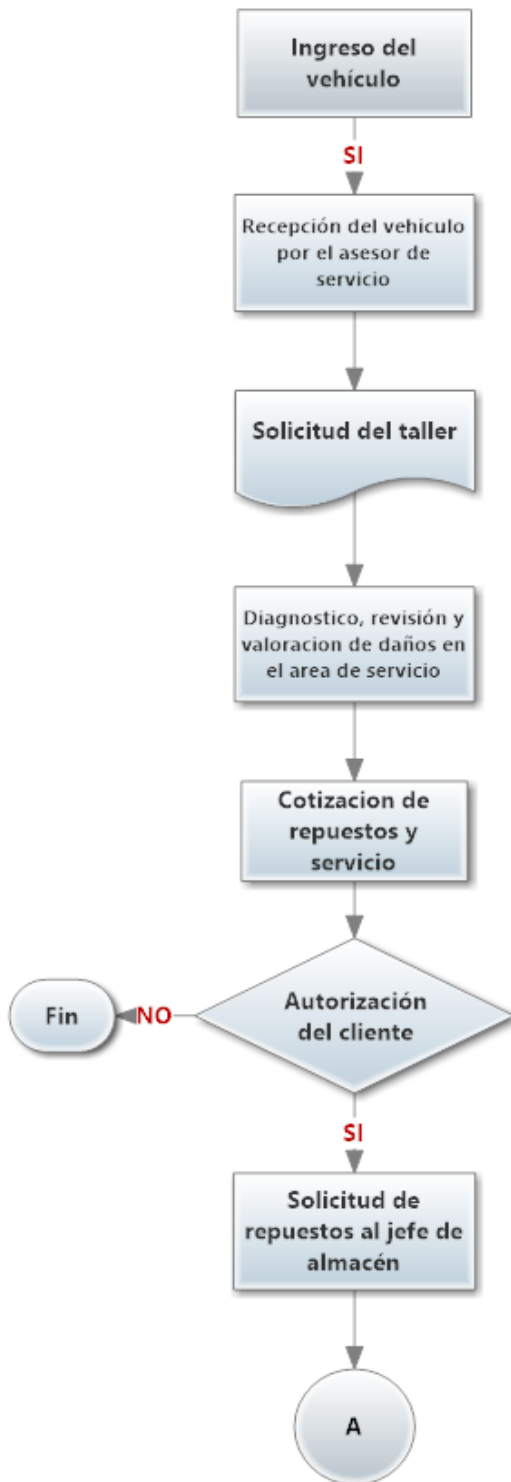 Ingreso del
vehículo
SI
Recepción del vehiculo
por el asesor de
servicio
Solicitud del taller
Diagnostico, revisión y
valoracion de daños en
el area de servicio
Cotizacion de
repuestos y
servicio
Autorización
del cliente
NO
Fin
SI
Solicitud de
repuestos al jefe de
almacén
A